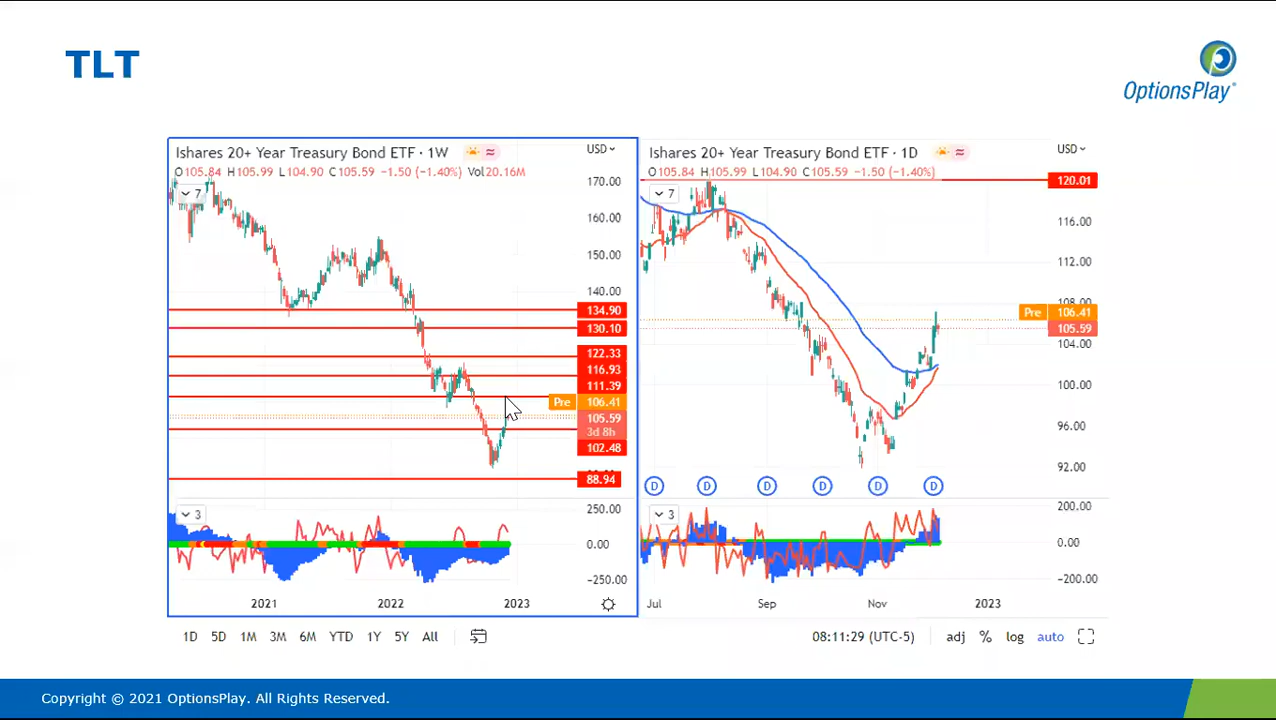 TLT
OptionsPlay
Ishares 20+ Year Treasury Bond ETF · 1W
USD
O105.84 H105.99 L104.90 C105.59 −1.50 (−1.40%) Vol20.16M
7
170.00
160.00
150.00
140.00
134.90
130.10
122.33
116.93
111.39
Pre 106.41
105.59
3d 8h
102.48
88.94
3
250.00
0.00
−250.00
2021 2022 2023
Ishares 20+ Year Treasury Bond ETF · 1D
USD
O105.84 H105.99 L104.90 C105.59 −1.50 (−1.40%)
7
120.01
116.00
112.00
108.00
Pre 106.41
105.59
104.00
100.00
96.00
92.00
D D D D D D
3
200.00
0.00
−200.00
Jul Sep Nov 2023
1D 5D 1M 3M 6M YTD 1Y 5Y All
08:11:29 (UTC-5) adj % log auto
Copyright © 2021 OptionsPlay. All Rights Reserved.